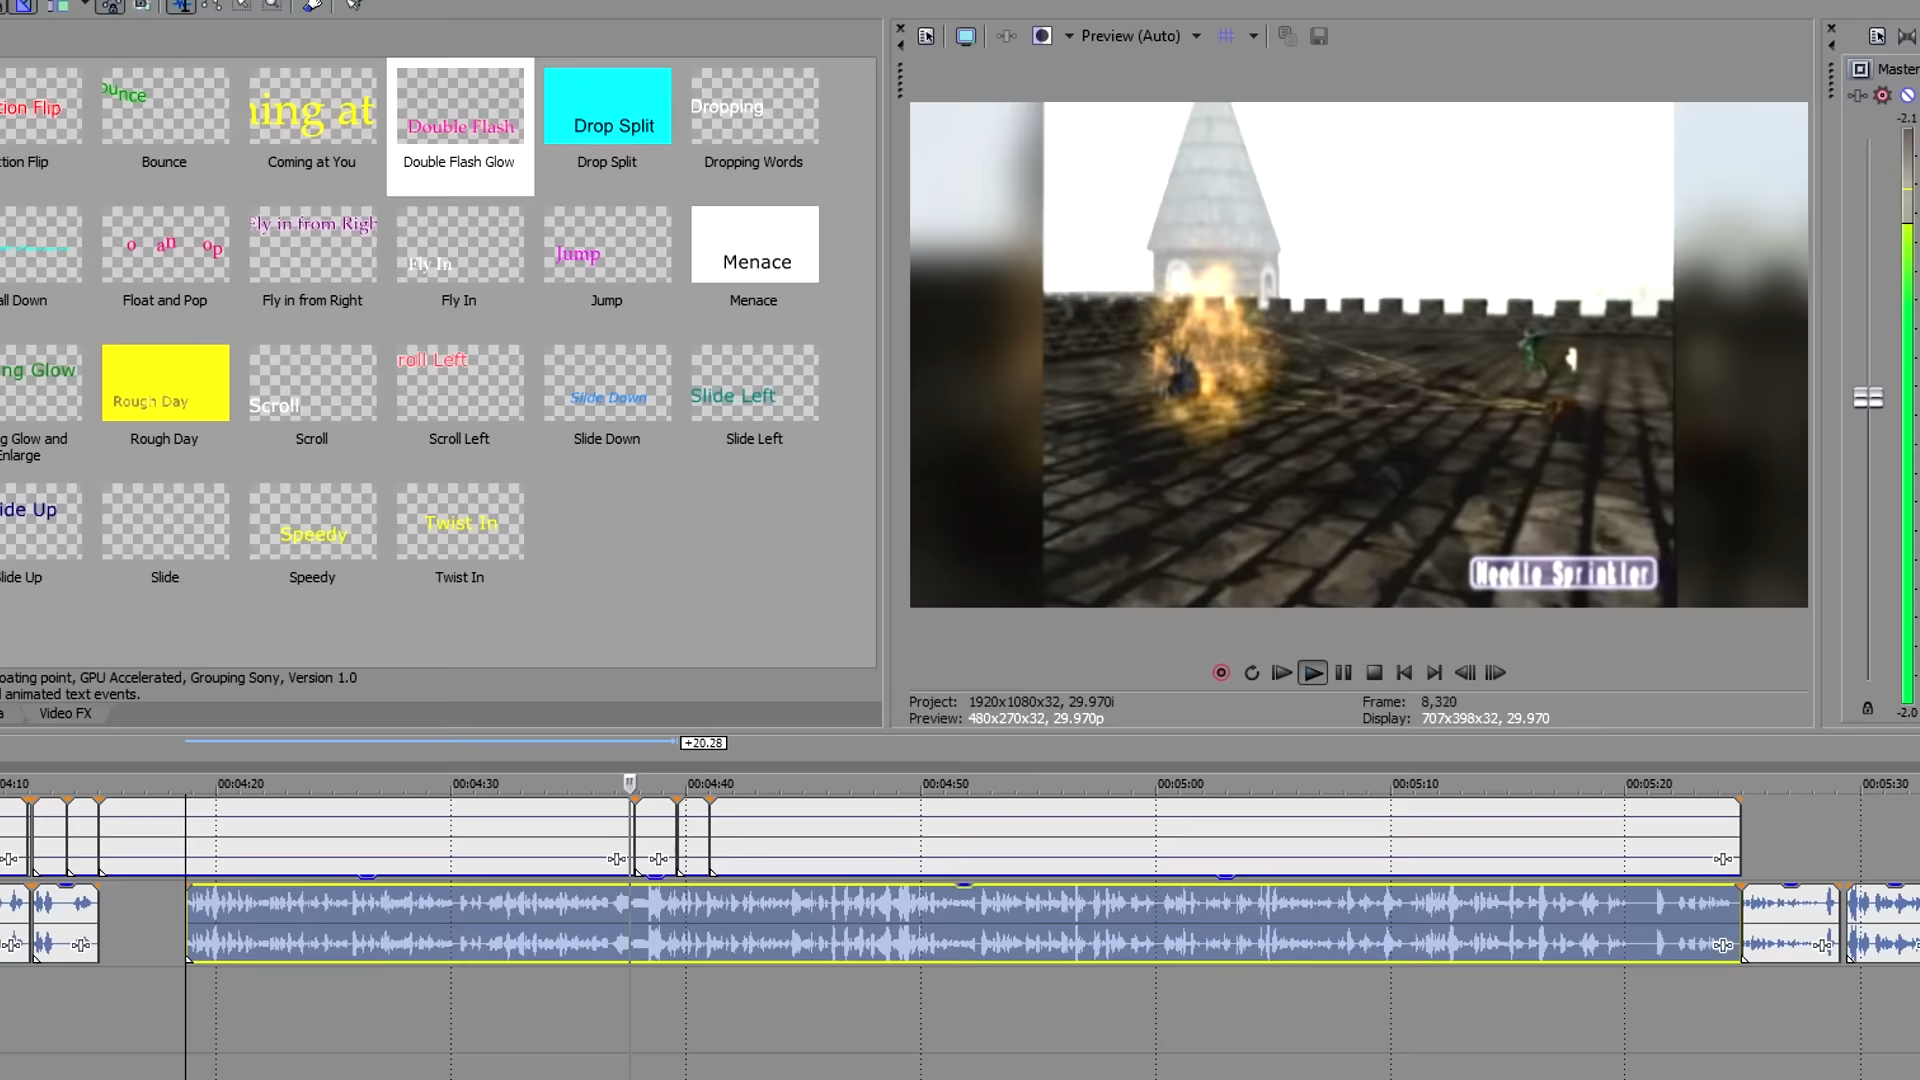 Preview (Auto)
Master
-2.1
tion Flip
ounce
ning at
Double Flash
Drop Split
Dropping
tion Flip
Bounce
Coming at You
Double Flash Glow
Drop Split
Dropping Words
o an op
Fly in from Righ
Fly In
Jump
Menace
all Down
Float and Pop
Fly in from Right
Fly In
Jump
Menace
ng Glow
Rough Day
Scroll
roll Left
Slide Down
Slide Left
g Glow and
Enlarge
Rough Day
Scroll
Scroll Left
Slide Down
Slide Left
ide Up
Speedy
Twist In
Slide Up
Slide
Speedy
Twist In
Needle Sprinkler
oating point, GPU Accelerated, Grouping Sony, Version 1.0
l animated text events.
a
Video FX
Project: 1920x1080x32, 29.970i
Frame: 8,320
Preview: 480x270x32, 29.970p
Display: 707x398x32, 29.970
-2.0
+20.28
04:10
00:04:20
00:04:30
00:04:40
00:04:50
00:05:00
00:05:10
00:05:20
00:05:30